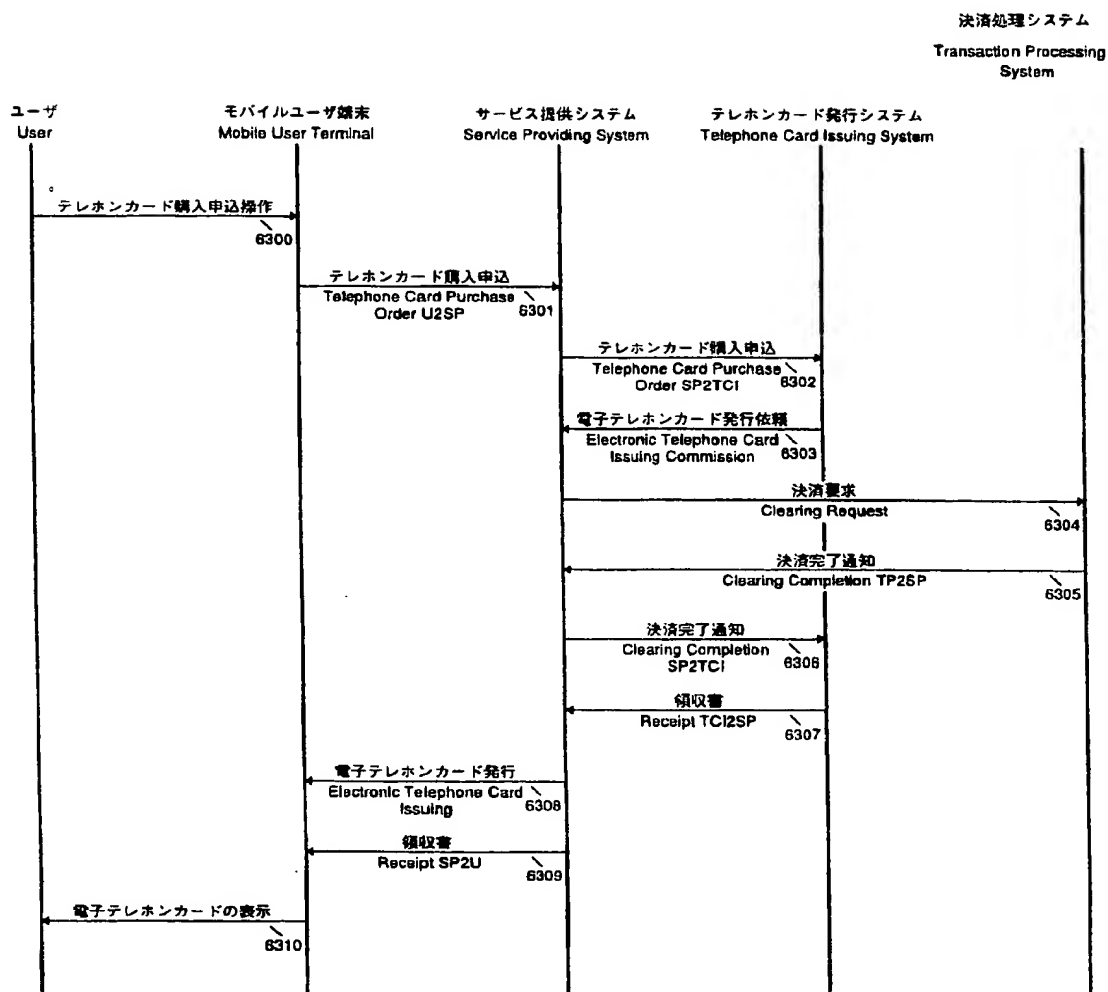 決済処理システム
Transaction Processing
System
ユーザ
User
モバイルユーザ端末
Mobile User Terminal
サービス提供システム
Service Providing System
テレホンカード発行システム
Telephone Card Issuing System
テレホンカード購入申込操作
6300
テレホンカード購入申込
Telephone Card Purchase
Order U2SP
6301
テレホンカード購入申込
Telephone Card Purchase
Order SP2TCI
6302
電子テレホンカード発行依頼
Electronic Telephone Card
Issuing Commission
6303
決済要求
Clearing Request
6304
決済完了通知
Clearing Completion TP2SP
6305
決済完了通知
Clearing Completion
SP2TCI
6306
領収書
Receipt TCI2SP
6307
電子テレホンカード発行
Electronic Telephone Card
Issuing
6308
領収書
Receipt SP2U
6309
電子テレホンカードの表示
6310